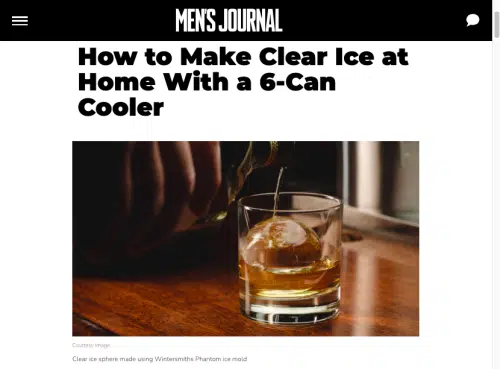 MEN'S JOURNAL
How to Make Clear Ice at
Home With a 6-Can
Cooler
Courtesy Image
Clear ice sphere made using Wintersmiths Phantom ice mold